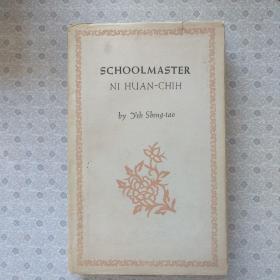 SCHOOLMASTER
NI HUAN-CHIH
by Yeh Sheng-tao